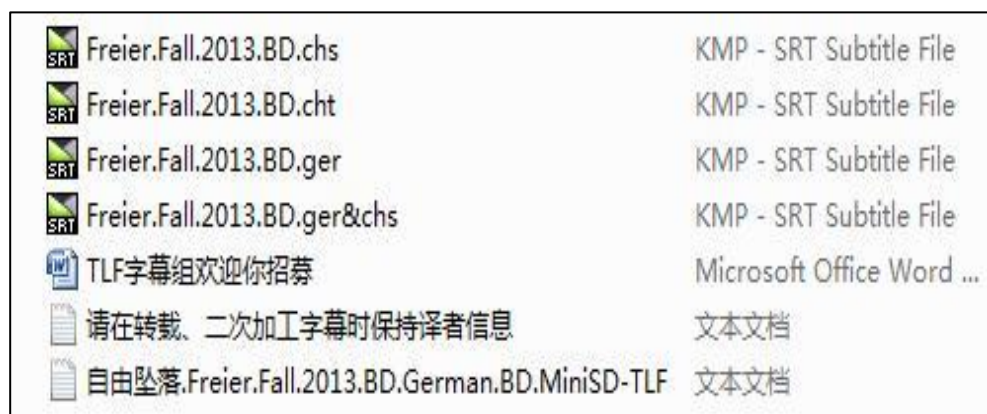 SRT Freier.Fall.2013.BD.chs KMP - SRT Subtitle File
SRT Freier.Fall.2013.BD.cht KMP - SRT Subtitle File
SRT Freier.Fall.2013.BD.ger KMP - SRT Subtitle File
SRT Freier.Fall.2013.BD.ger&chs KMP - SRT Subtitle File
TLF字幕组欢迎你招募 Microsoft Office Word ...
请在转载、二次加工字幕时保持译者信息 文本文档
自由坠落.Freier.Fall.2013.BD.German.BD.MiniSD-TLF 文本文档